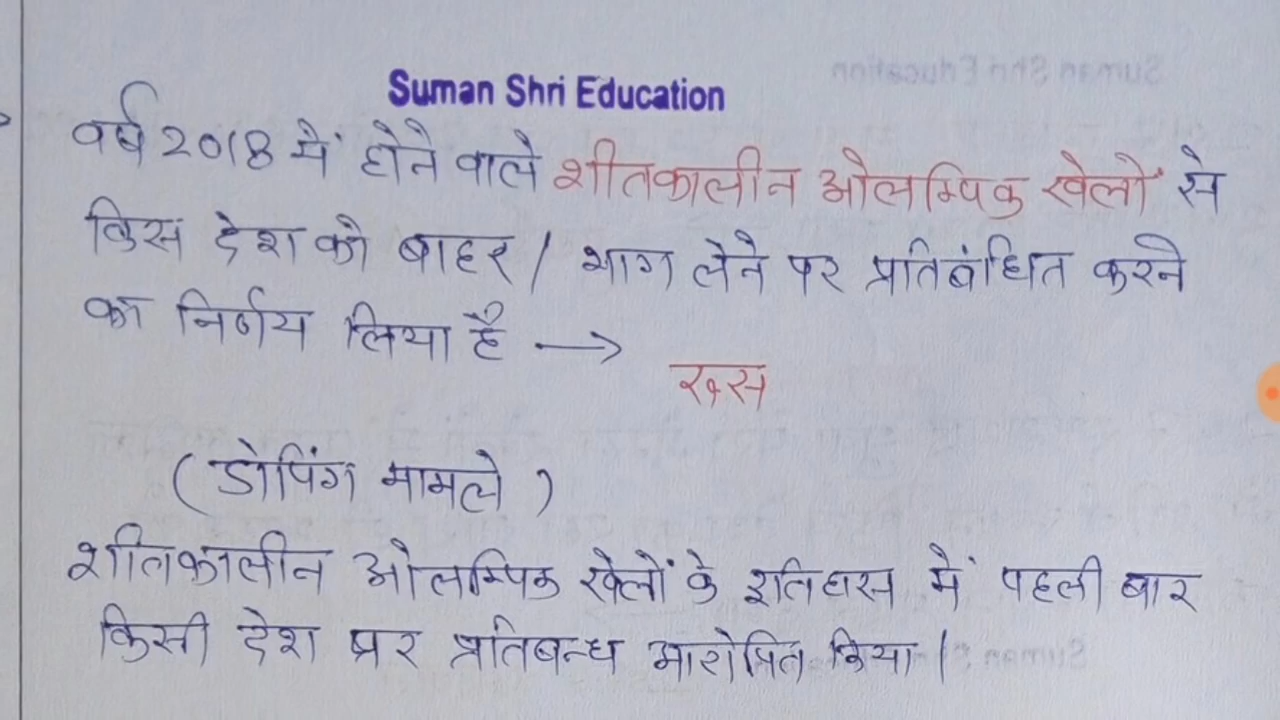 Suman Shri Education
वर्ष 2018 में होने वाले शीतकालीन ओलम्पिक खेलों से
किस देश को बाहर / भाग लेने पर प्रतिबंधित करने
का निर्णय लिया है →
रूस
(डोपिंग मामले)
शीतकालीन ओलम्पिक खेलों के इतिहास में पहली बार
किसी देश पर प्रतिबन्ध आरोपित किया।